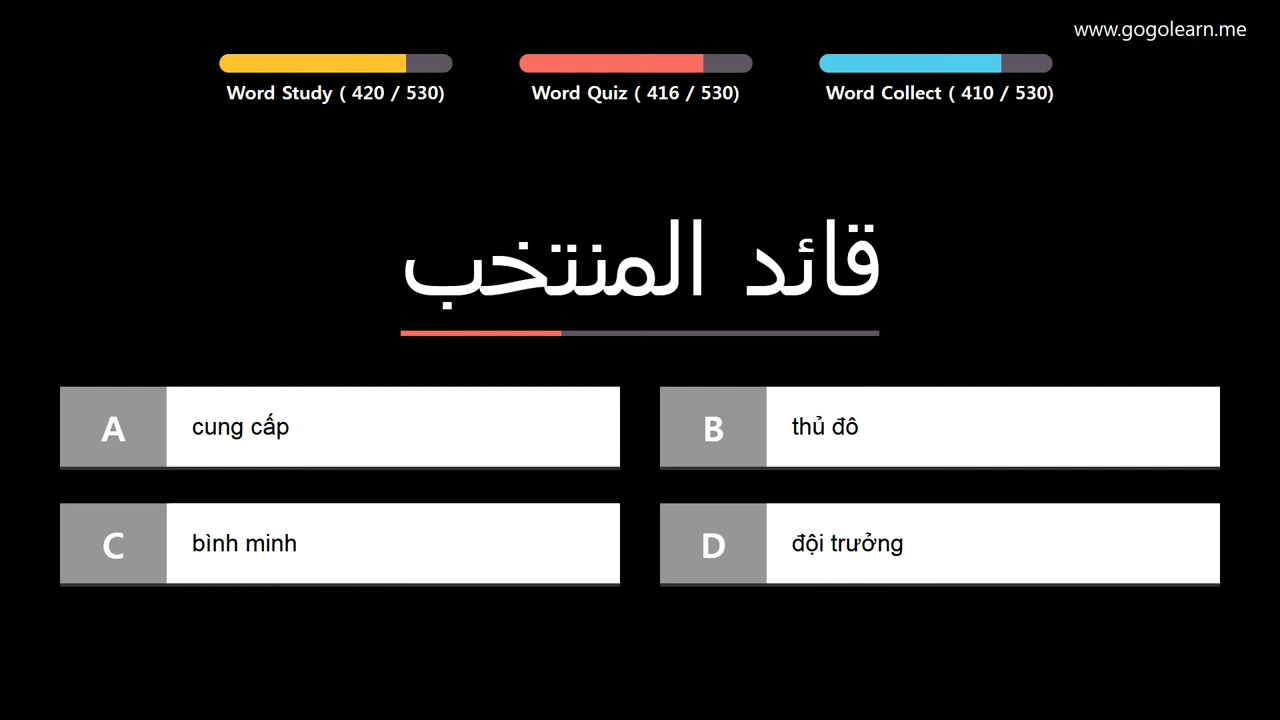 www.gogolearn.me
Word Study ( 420 / 530)
Word Quiz ( 416 / 530)
Word Collect ( 410 / 530)
قائد المنتخب
A cung cấp
B thủ đô
C bình minh
D đội trưởng